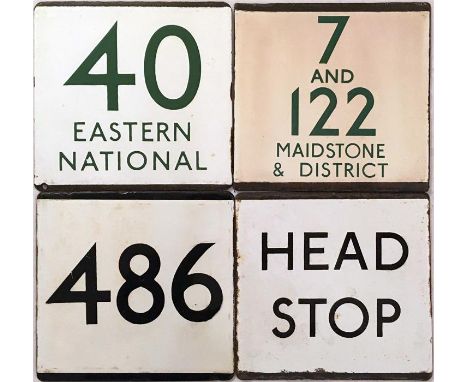 40
EASTERN
NATIONAL
7
AND
122
MAIDSTONE
& DISTRICT
486
HEAD
STOP